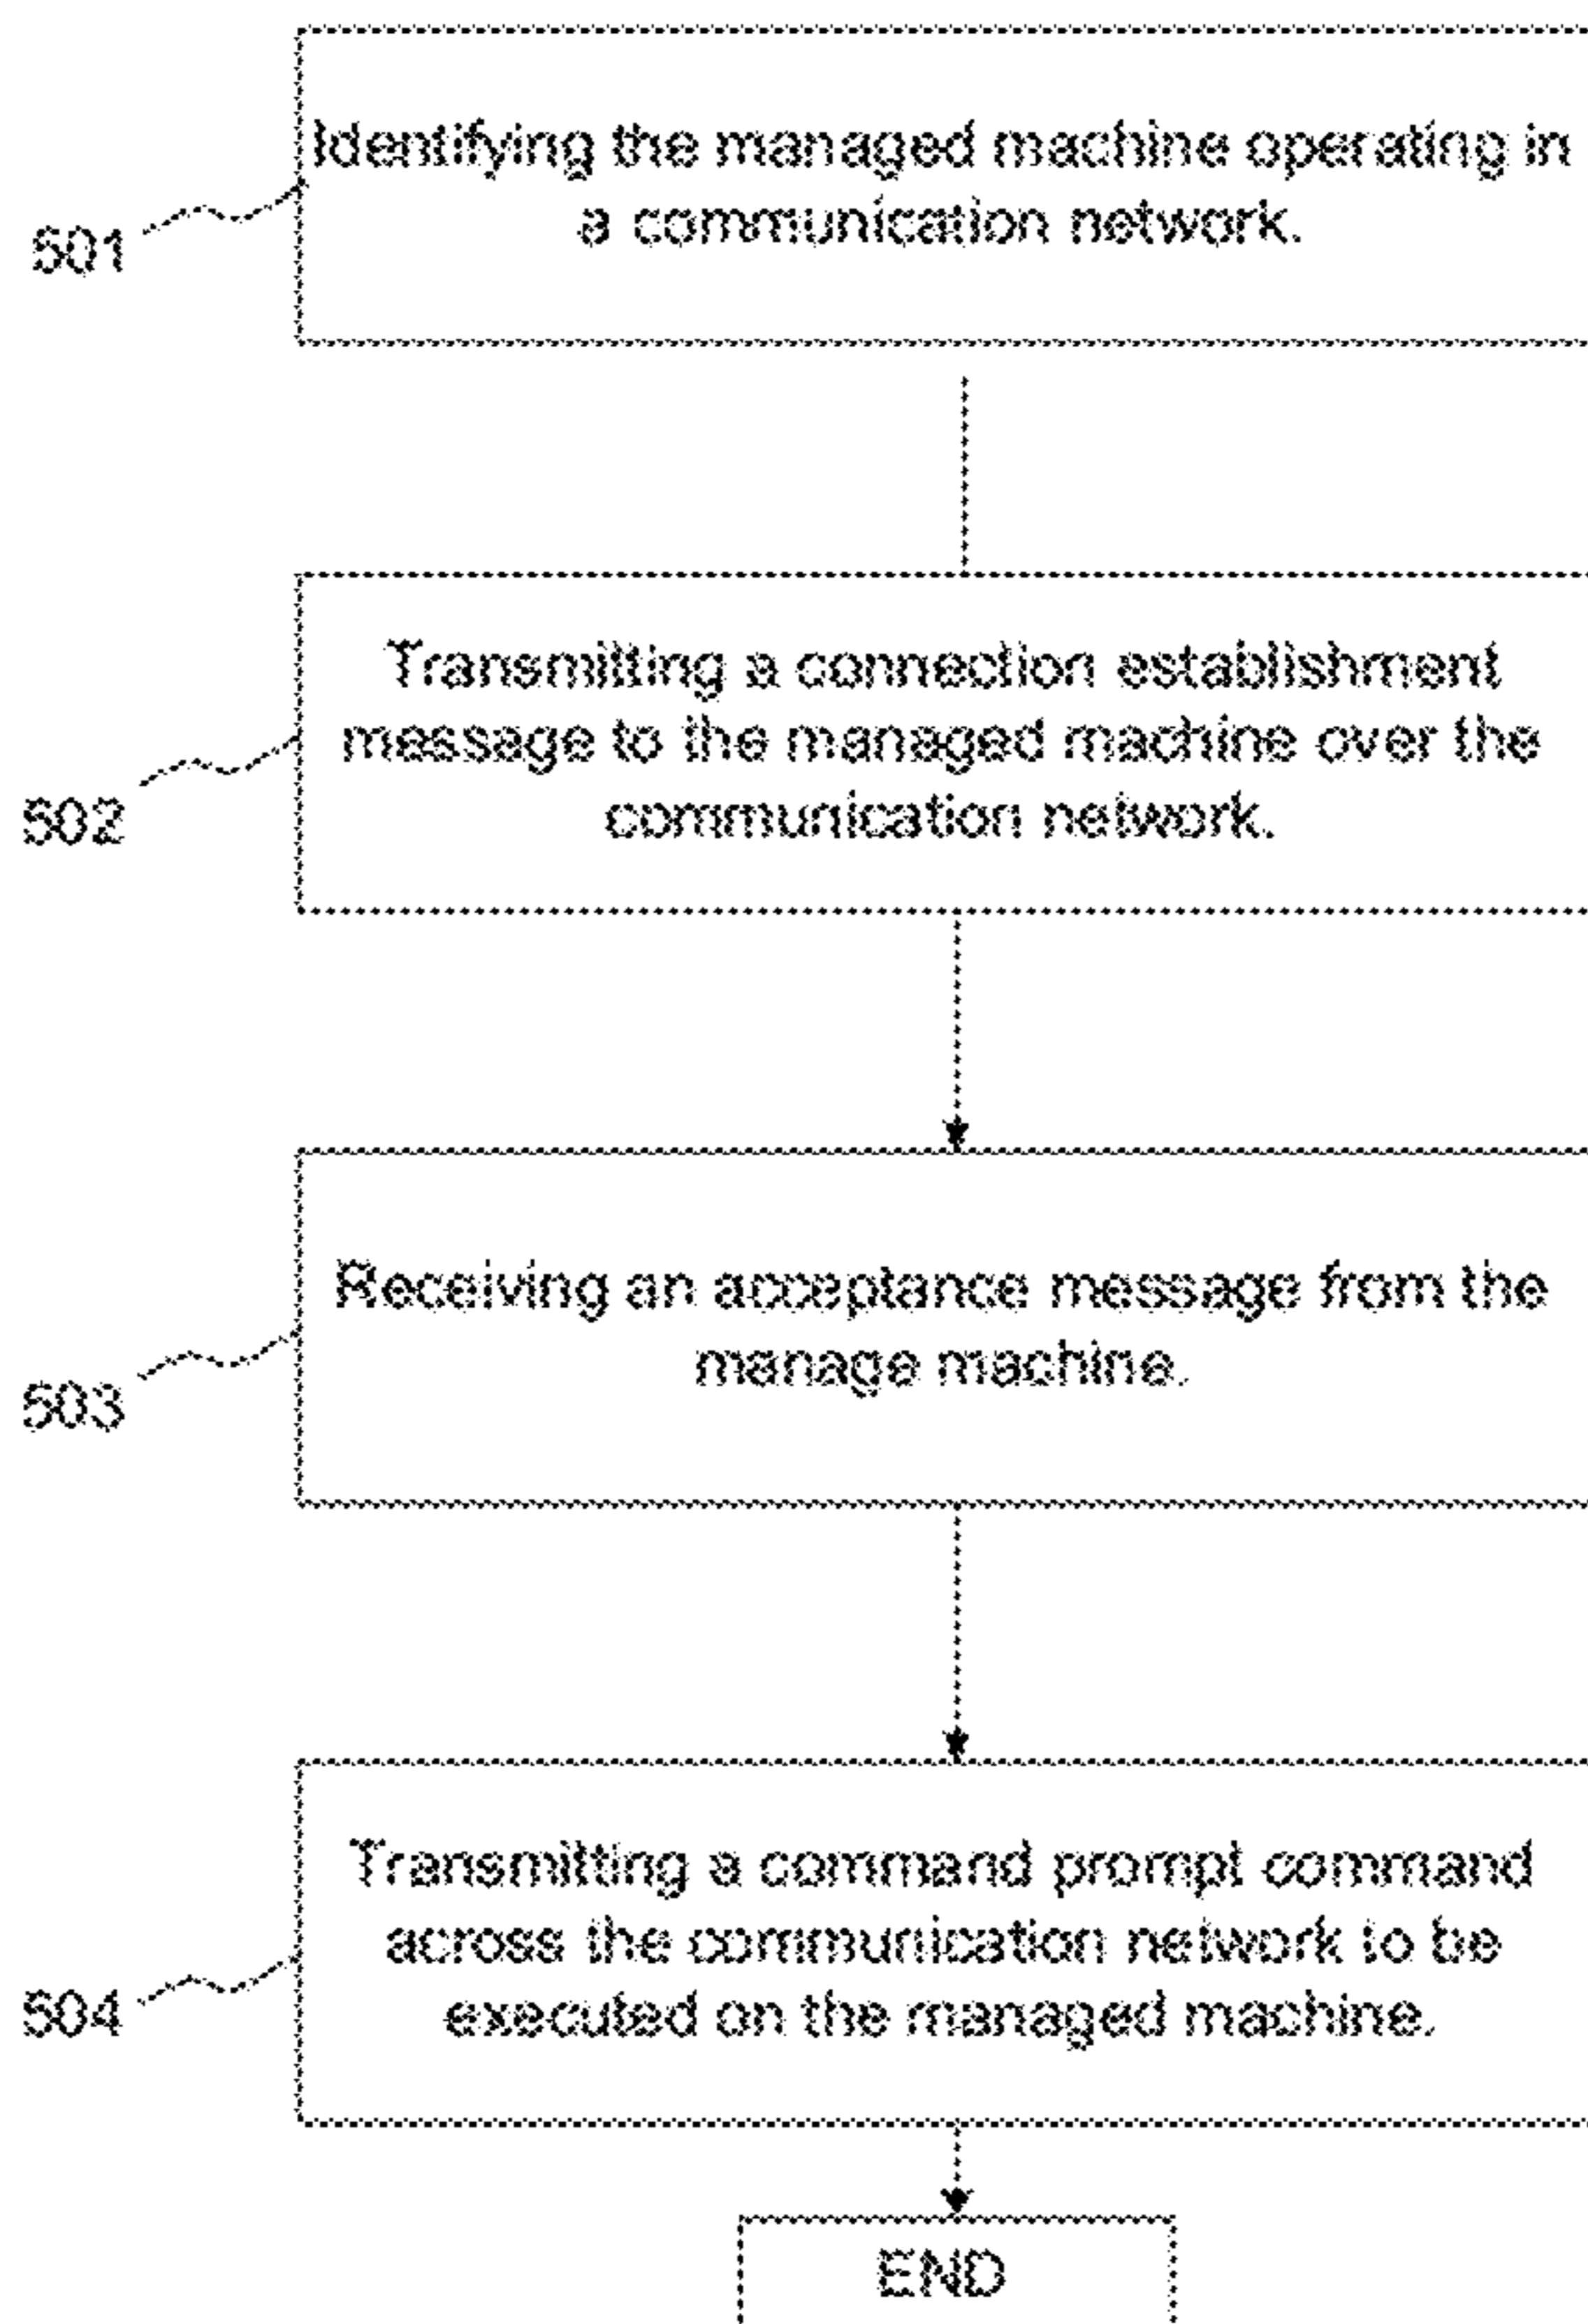 Identifying the managed machine operating in
a communication network.
501
Transmitting a connection establishment
message to the managed machine over the
communication network.
502
Receiving an acceptance message from the
manage machine.
503
Transmitting a command prompt command
across the communication network to be
executed on the managed machine.
504
END